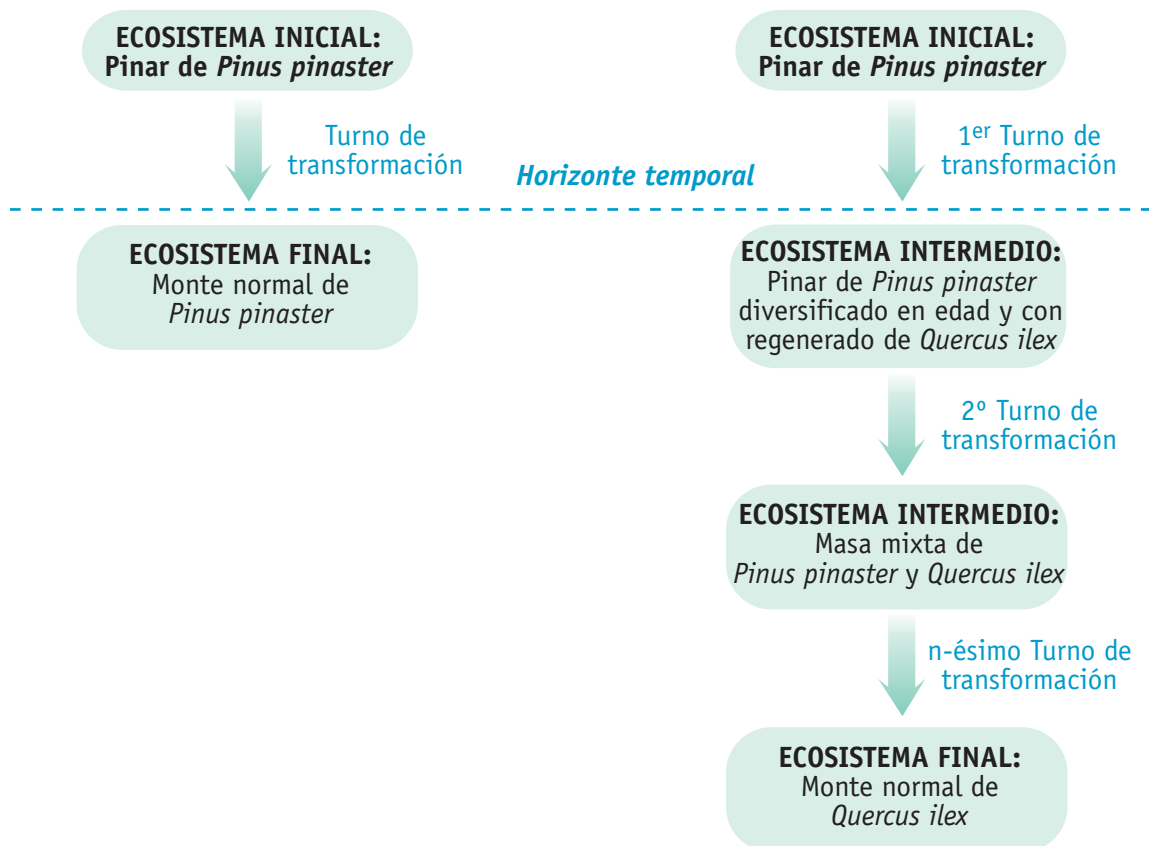 ECOSISTEMA INICIAL:
Pinar de Pinus pinaster
Turno de
transformación
ECOSISTEMA FINAL:
Monte normal de
Pinus pinaster
Horizonte temporal
ECOSISTEMA INICIAL:
Pinar de Pinus pinaster
1er Turno de
transformación
ECOSISTEMA INTERMEDIO:
Pinar de Pinus pinaster
diversificado en edad y con
regenerado de Quercus ilex
2º Turno de
transformación
ECOSISTEMA INTERMEDIO:
Masa mixta de
Pinus pinaster y Quercus ilex
n-ésimo Turno de
transformación
ECOSISTEMA FINAL:
Monte normal de
Quercus ilex